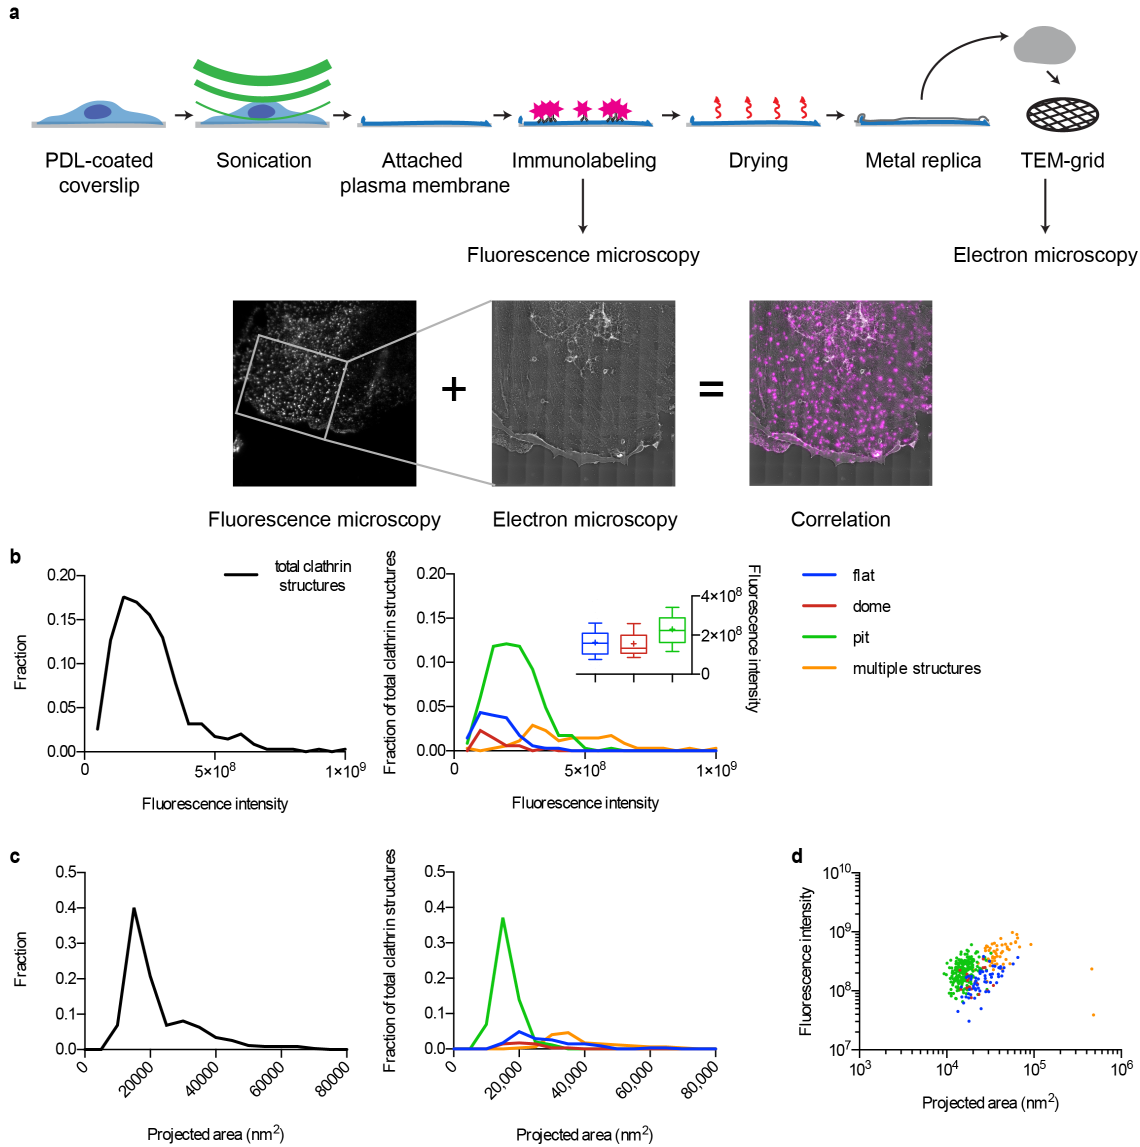 a
PDL-coated
coverslip
Sonication
Attached
plasma membrane
Immunolabeling
Drying
Metal replica
TEM-grid
Fluorescence microscopy
Electron microscopy
+
=
Fluorescence microscopy
Electron microscopy
Correlation
b
0.20
0.15
0.10
0.05
0.00
Fraction
total clathrin
structures
0
5×10⁸
1×10⁹
Fluorescence intensity
Fraction of total clathrin structures
0.20
0.15
0.10
0.05
0.00
4×10⁸
2×10⁸
0
Fluorescence intensity
0
5×10⁸
1×10⁹
Fluorescence intensity
flat
dome
pit
multiple structures
c
0.5
0.4
0.3
0.2
0.1
0.0
Fraction
0
20000
40000
60000
80000
Projected area (nm²)
Fraction of total clathrin structures
0.5
0.4
0.3
0.2
0.1
0.0
0
20,000
40,000
60,000
80,000
Projected area (nm²)
d
Fluorescence intensity
10¹⁰
10⁹
10⁸
10⁷
10³
10⁴
10⁵
10⁶
Projected area (nm²)